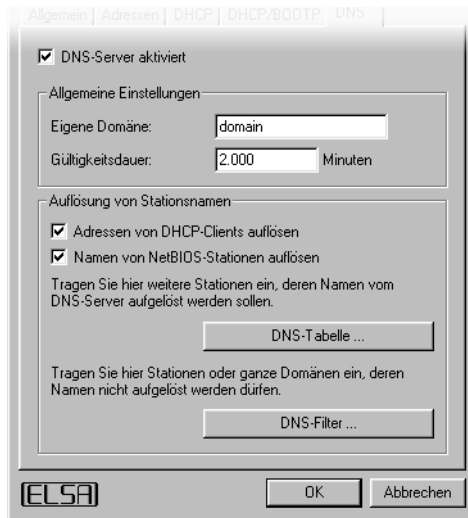 Allgemein Adressen DHCP DHCP/BOOTP DNS
DNS-Server aktiviert
Allgemeine Einstellungen
Eigene Domäne: domain
Gültigkeitsdauer: 2.000 Minuten
Auflösung von Stationsnamen
Adressen von DHCP-Clients auflösen
Namen von NetBIOS-Stationen auflösen
Tragen Sie hier weitere Stationen ein, deren Namen vom
DNS-Server aufgelöst werden sollen.
DNS-Tabelle ...
Tragen Sie hier Stationen oder ganze Domänen ein, deren
Namen nicht aufgelöst werden dürfen.
DNS-Filter ...
ELSA OK Abbrechen